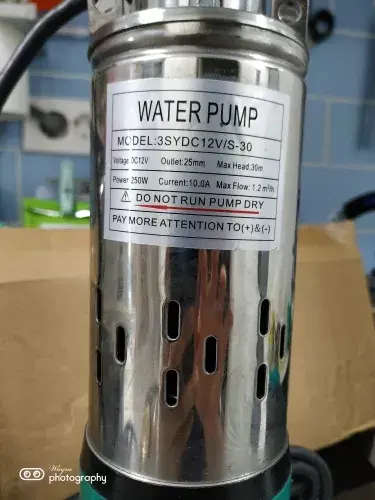 WATER PUMP
MODEL:3SYDC12V/S-30
Voltage:DC12V Outlet:25mm Max Head:30m
Power:250W Current:10.0A Max Flow:1.2 m³/h
⚠ DO NOT RUN PUMP DRY
PAY MORE ATTENTION TO(+)&(-)
Wayne
photography